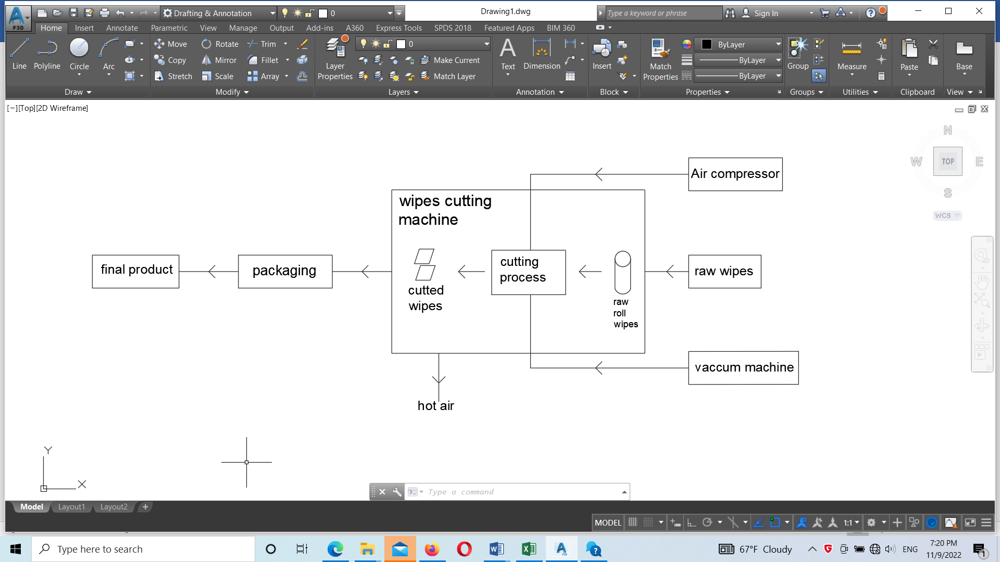 Drafting & Annotation
0
Drawing1.dwg
Type a keyword or phrase
Sign In
P3D
Home Insert Annotate Parametric View Manage Output Add-ins A360 Express Tools SPDS 2018 Featured Apps BIM 360
Move Rotate Trim
0
ByLayer
Copy Mirror Fillet
Make Current
ByLayer
Line Polyline Circle Arc
Layer
Properties
Text Dimension
Insert
Match
Properties
Group
Measure
Paste
Base
Stretch Scale Array
Match Layer
ByLayer
Draw Modify Layers Annotation Block Properties Groups Utilities Clipboard View
[−][Top][2D Wireframe]
N
W TOP E
S
WCS
2D
Air compressor
wipes cutting
machine
final product
packaging
cutted
wipes
cutting
process
raw
roll
wipes
raw wipes
vaccum machine
hot air
Y
X
Type a command
Model Layout1 Layout2 +
MODEL
1:1
Type here to search
67°F Cloudy
ENG
7:20 PM
11/9/2022
1